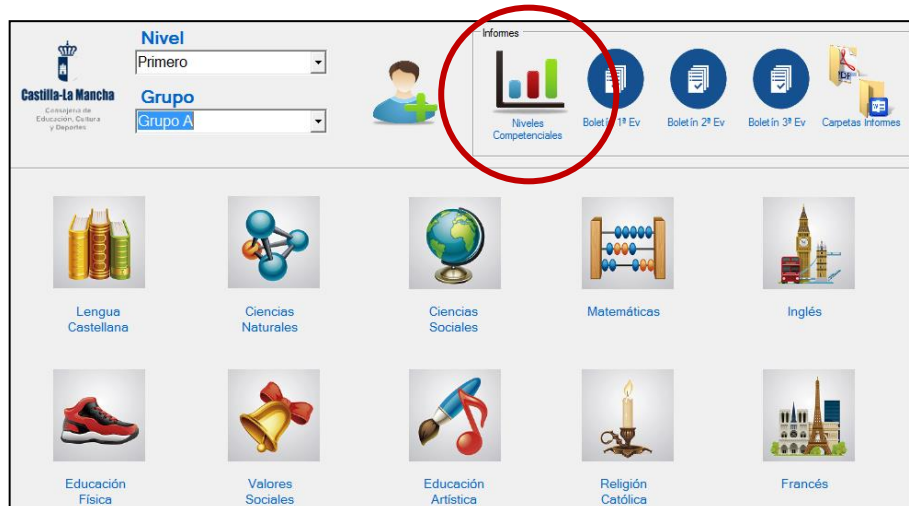 Nivel
Primero
Grupo
Grupo A
Castilla-La Mancha
Consejería de
Educación, Cultura
y Deportes
Informes
Niveles
Competenciales
Boletín 1ª Ev
Boletín 2ª Ev
Boletín 3ª Ev
Carpetas Informes
Lengua
Castellana
Ciencias
Naturales
Ciencias
Sociales
Matemáticas
Inglés
Educación
Física
Valores
Sociales
Educación
Artística
Religión
Católica
Francés